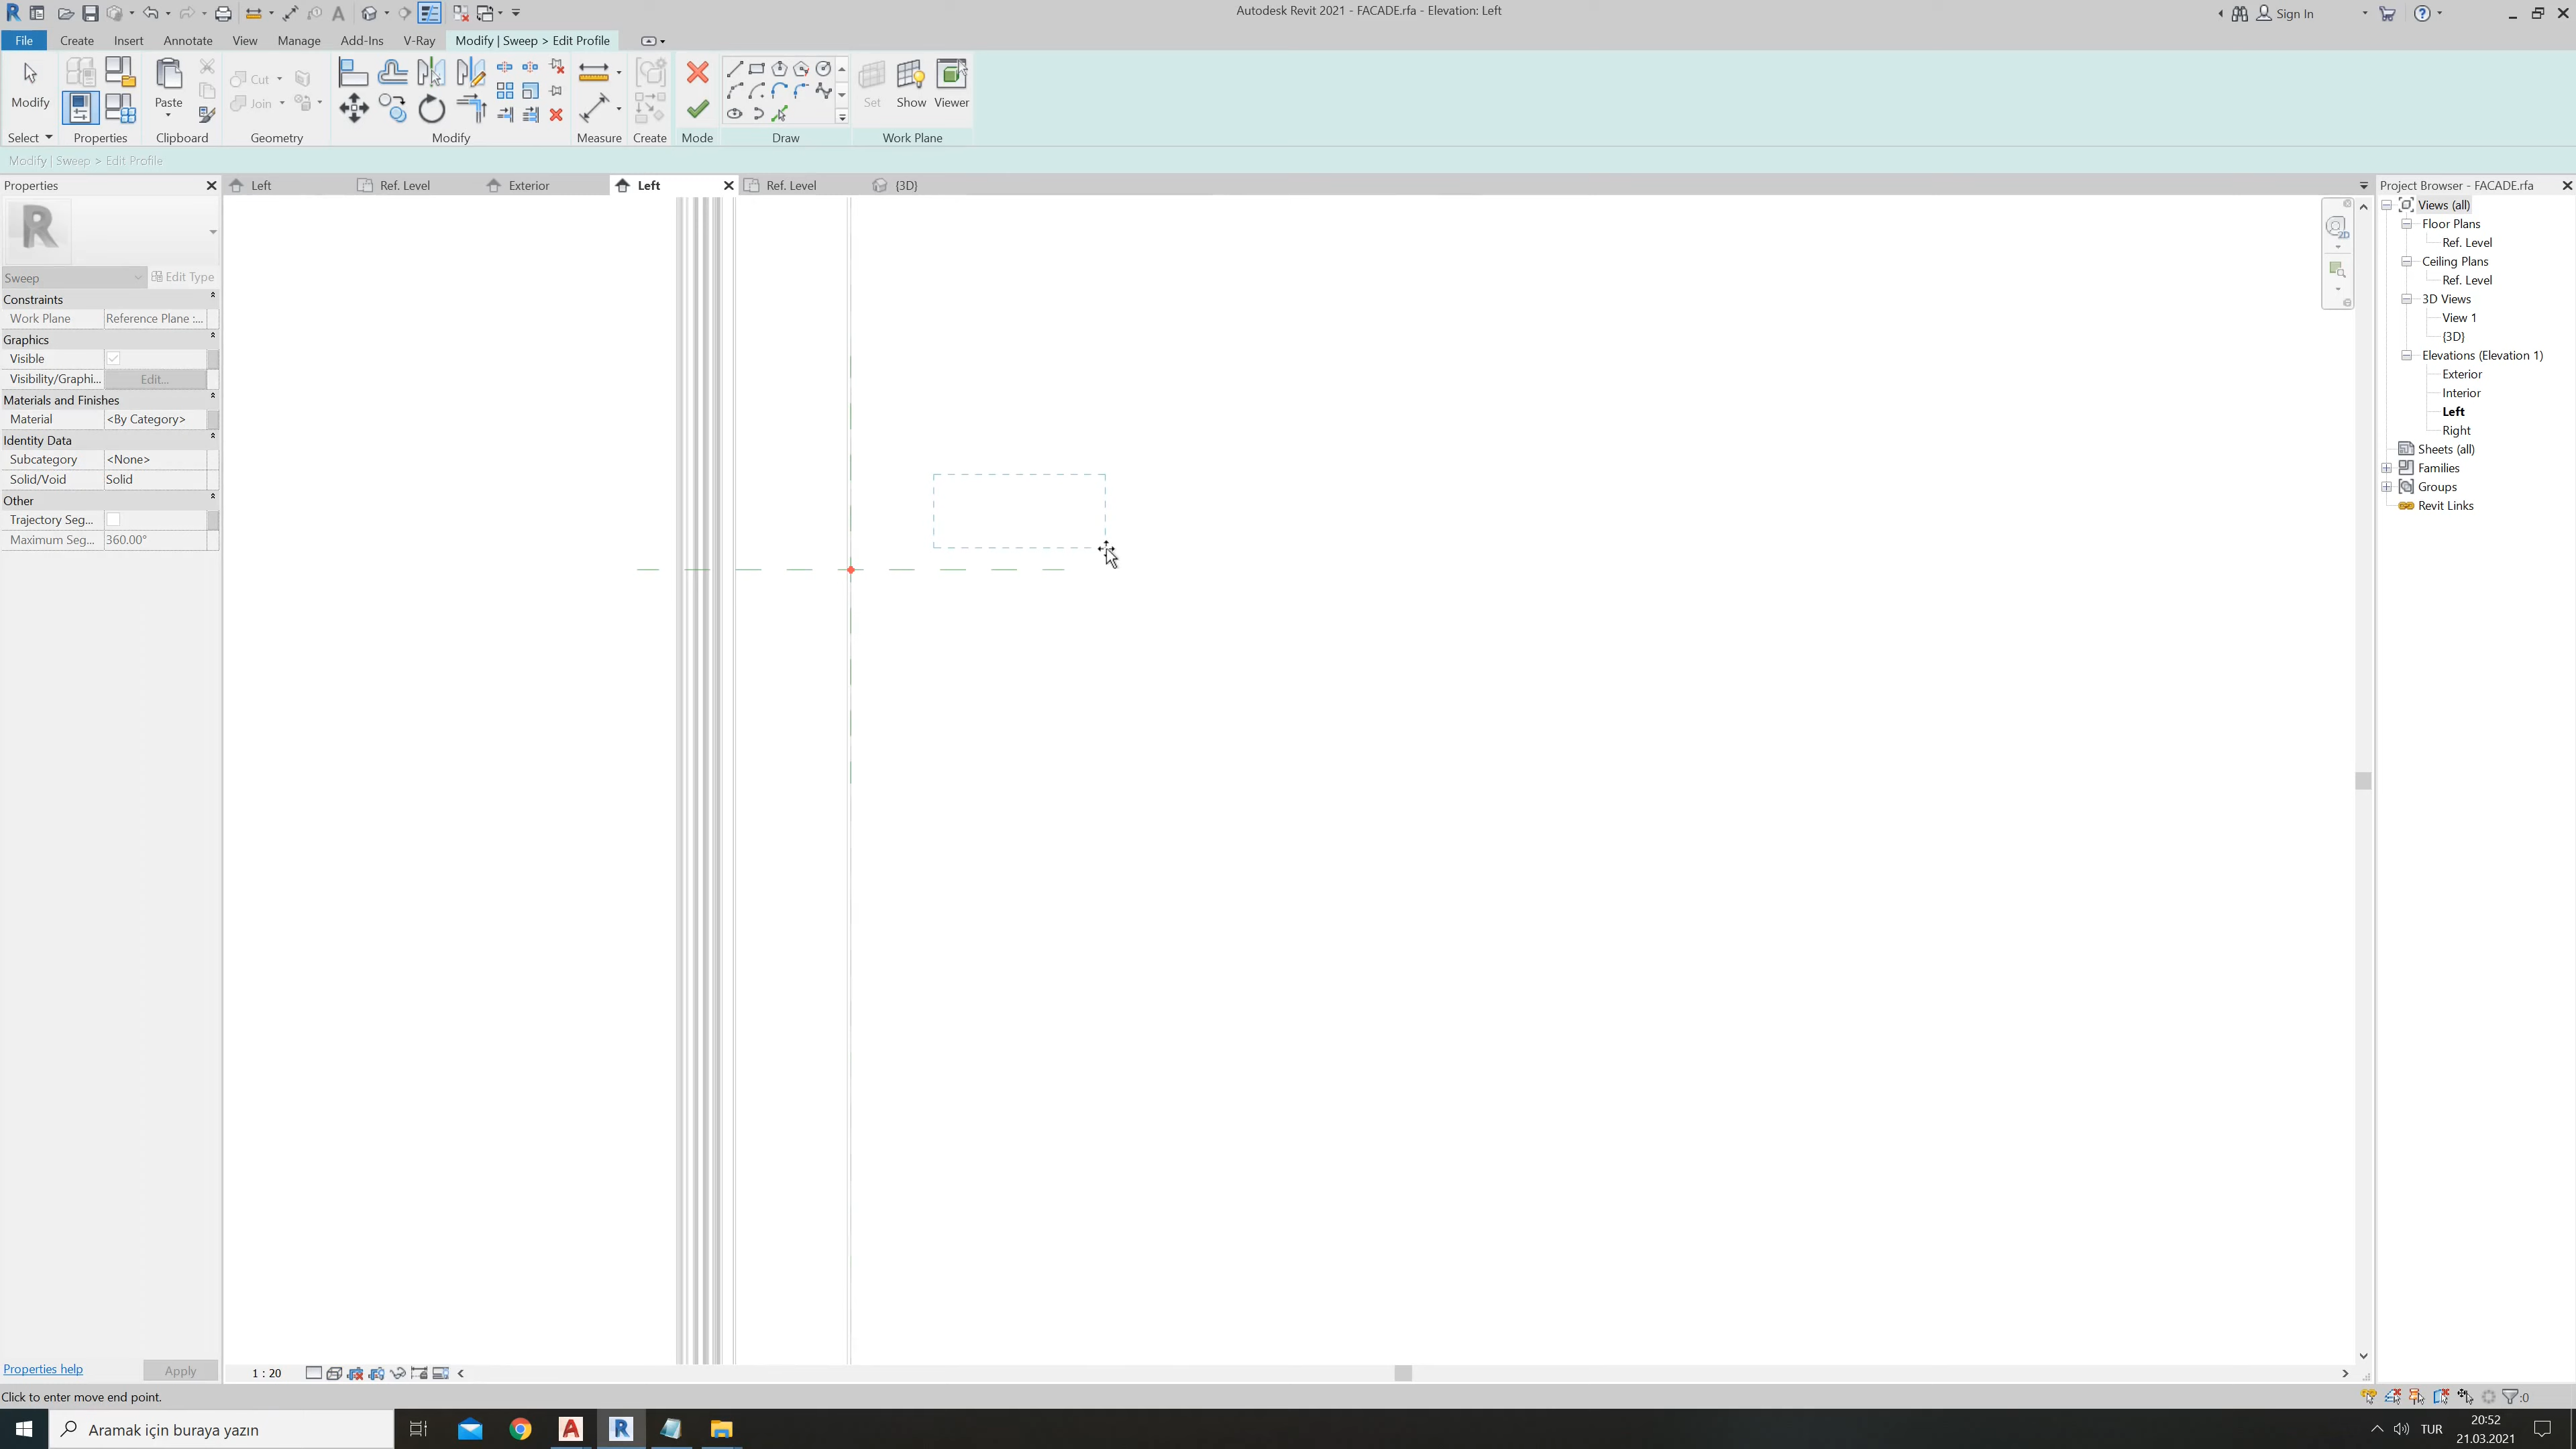 Autodesk Revit 2021 - FACADE.rfa - Elevation: Left
Sign In
File Create Insert Annotate View Manage Add-Ins V-Ray Modify | Sweep > Edit Profile
Modify Paste Cut Join Set Show Viewer
Select Properties Clipboard Geometry Modify Measure Create Mode Draw Work Plane
Modify | Sweep > Edit Profile
Properties
Left Ref. Level Exterior Left Ref. Level {3D}
Project Browser - FACADE.rfa
Sweep Edit Type
Constraints
Work Plane Reference Plane :...
Graphics
Visible
Visibility/Graphi... Edit...
Materials and Finishes
Material <By Category>
Identity Data
Subcategory <None>
Solid/Void Solid
Other
Trajectory Seg...
Maximum Seg... 360.00°
Views (all)
Floor Plans
Ref. Level
Ceiling Plans
Ref. Level
3D Views
View 1
{3D}
Elevations (Elevation 1)
Exterior
Interior
Left
Right
Sheets (all)
Families
Groups
Revit Links
2D
Properties help Apply
1 : 20
Click to enter move end point.
:0
Aramak için buraya yazın
TUR
20:52
21.03.2021